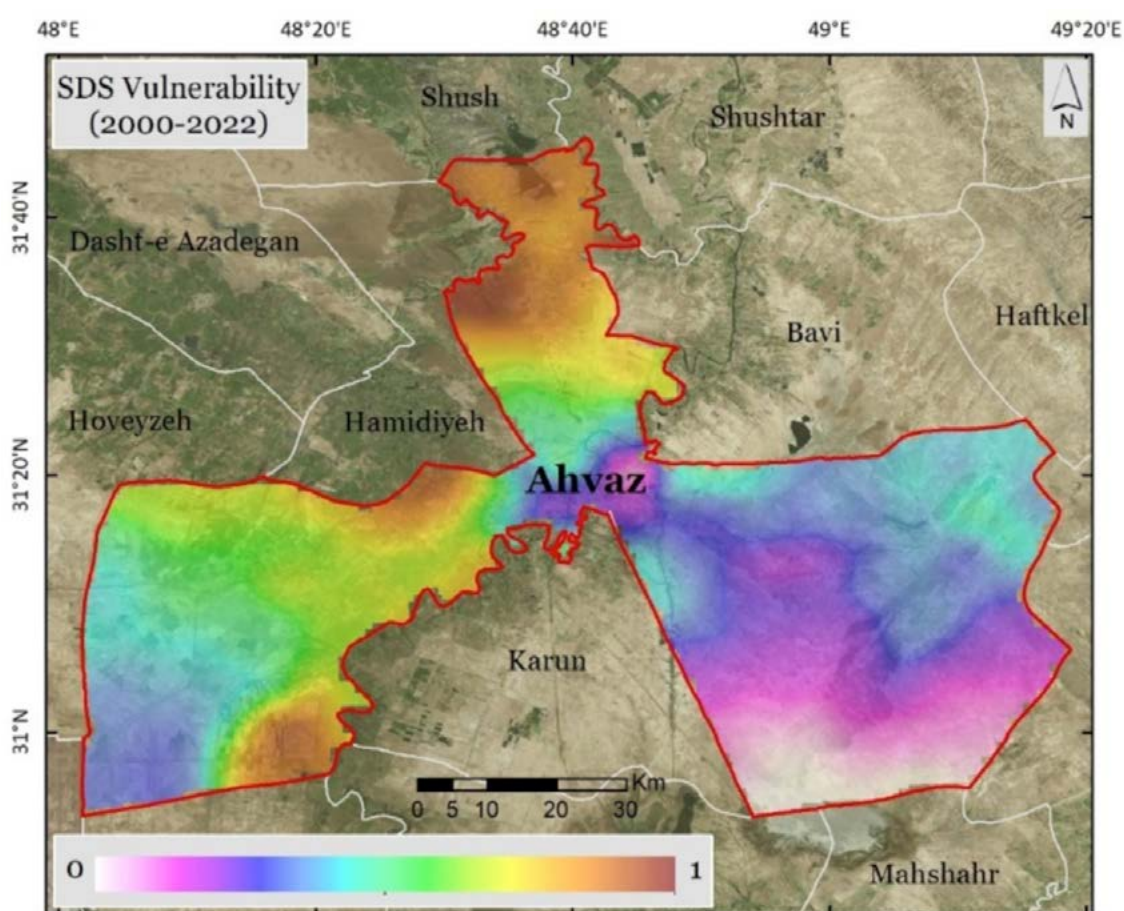 48°E 48°20'E 48°40'E 49°E 49°20'E
SDS Vulnerability
(2000-2022)
N
Shush
Shushtar
31°40'N
Dasht-e Azadegan
Haftkel
Bavi
Hoveyzeh
Hamidiyeh
31°20'N
Ahvaz
Karun
31°N
Km
0 5 10 20 30
0 1
Mahshahr